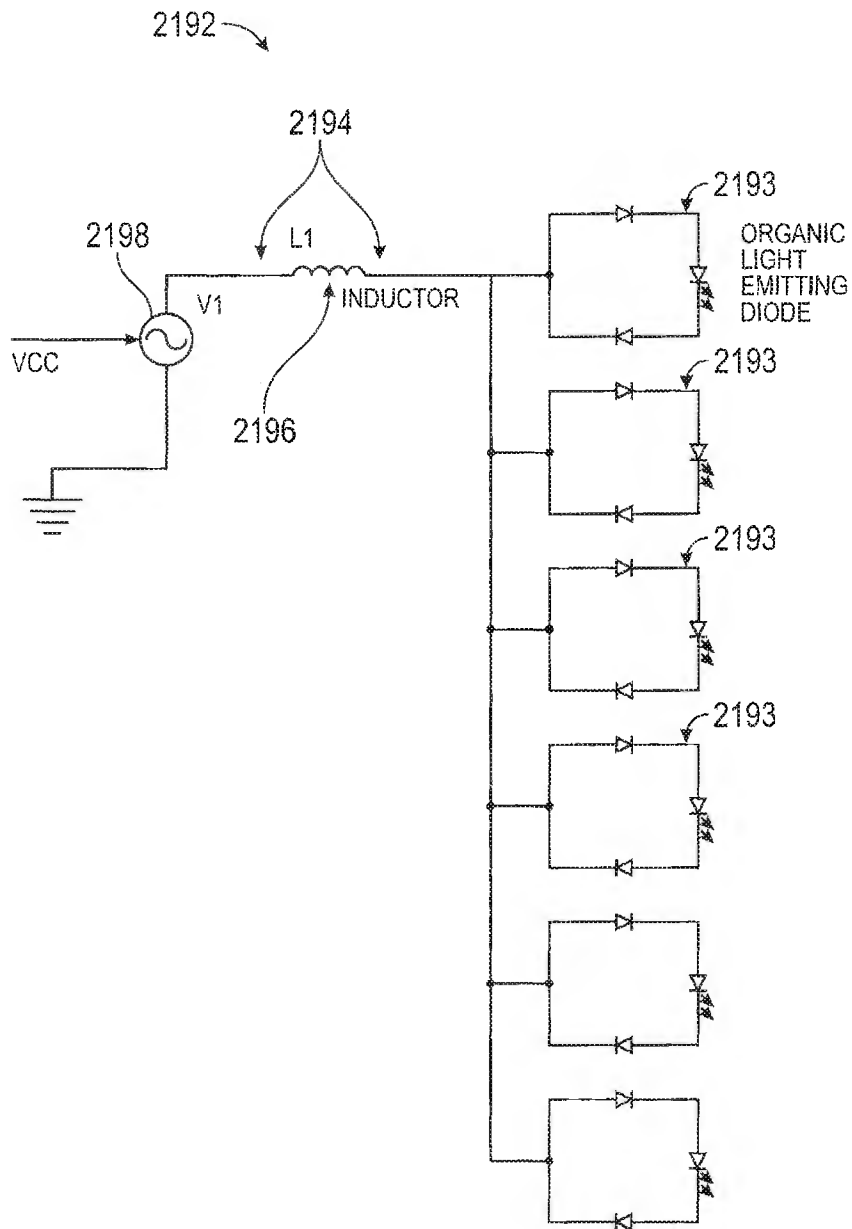 2192
2194
2193
2198
L1
ORGANIC
LIGHT
EMITTING
DIODE
V1
INDUCTOR
VCC
2196
2193
2193
2193